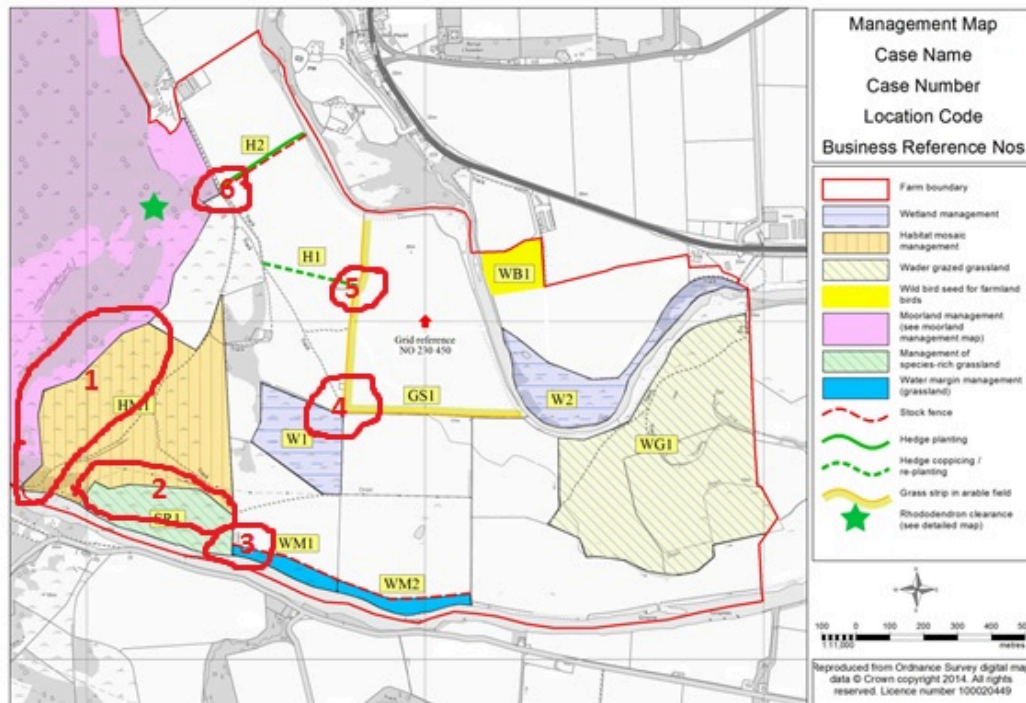 Management Map
Case Name
Case Number
Location Code
Business Reference Nos
Farm boundary
Wetland management
Habitat mosaic
management
Wader grazed grassland
Wild bird seed for farmland
birds
Moorland management
(see moorland
management map)
Management of
species-rich grassland
Water margin management
(grassland)
Stock fence
Hedge planting
Hedge coppicing /
re-planting
Grass strip in arable field
Rhododendron clearance
(see detailed map)
100 0 100 200 300 400 500
1:11,000 metres
Reproduced from Ordnance Survey digital map
data © Crown copyright 2014. All rights
reserved. Licence number 100020449
H2
6
H1
5
WB1
Grid reference
NO 230 450
1
HM1
4
GS1
W1
W2
WG1
2
SR1
3
WM1
WM2